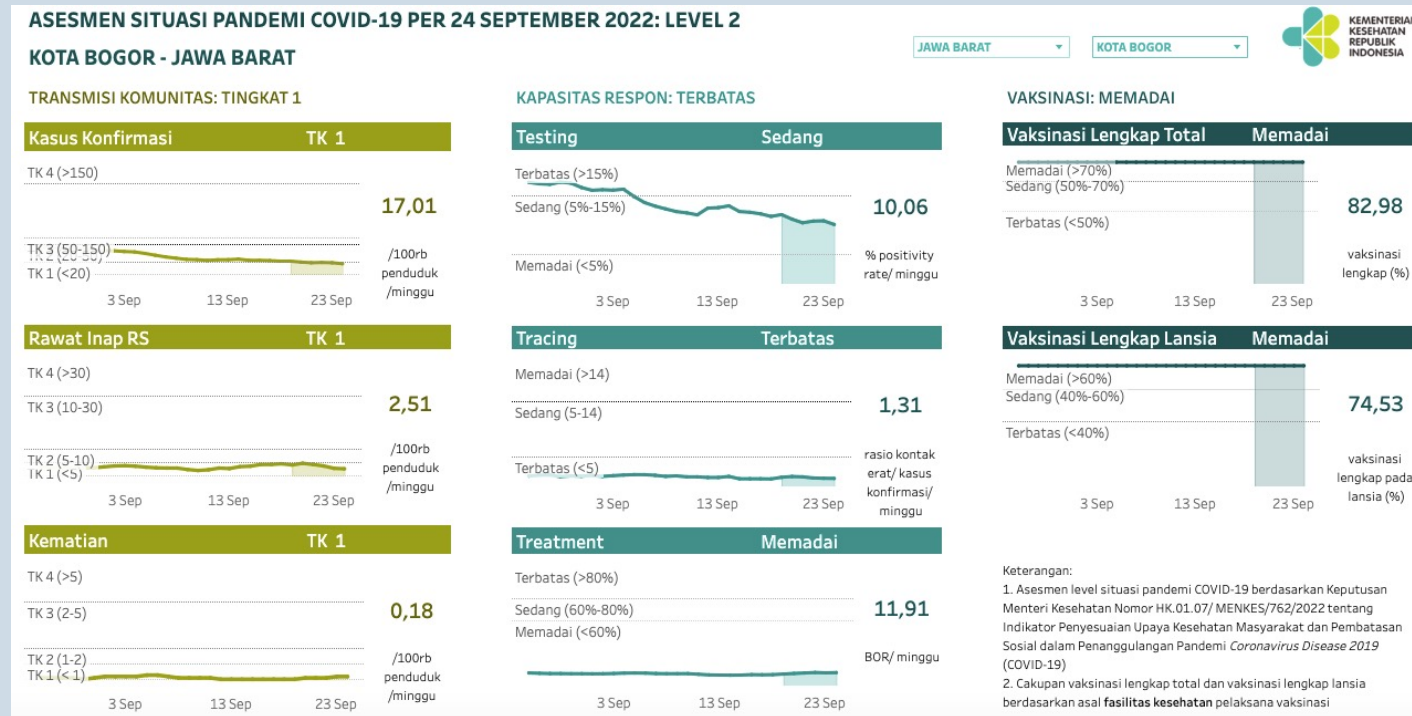 ASESMEN SITUASI PANDEMI COVID-19 PER 24 SEPTEMBER 2022: LEVEL 2
KOTA BOGOR - JAWA BARAT
JAWA BARAT
KOTA BOGOR
KEMENTERIAN
KESEHATAN
REPUBLIK
INDONESIA
TRANSMISI KOMUNITAS: TINGKAT 1
Kasus Konfirmasi TK 1
TK 4 (>150)
TK 3 (50-150)
TK 1 (<20)
17,01
/100rb
penduduk
/minggu
3 Sep 13 Sep 23 Sep
Rawat Inap RS TK 1
TK 4 (>30)
TK 3 (10-30)
TK 2 (5-10)
TK 1 (<5)
2,51
/100rb
penduduk
/minggu
3 Sep 13 Sep 23 Sep
Kematian TK 1
TK 4 (>5)
TK 3 (2-5)
TK 2 (1-2)
TK 1 (<1)
0,18
/100rb
penduduk
/minggu
3 Sep 13 Sep 23 Sep
KAPASITAS RESPON: TERBATAS
Testing Sedang
Terbatas (>15%)
Sedang (5%-15%)
Memadai (<5%)
10,06
% positivity
rate/ minggu
3 Sep 13 Sep 23 Sep
Tracing Terbatas
Memadai (>14)
Sedang (5-14)
Terbatas (<5)
1,31
rasio kontak
erat/ kasus
konfirmasi/
minggu
3 Sep 13 Sep 23 Sep
Treatment Memadai
Terbatas (>80%)
Sedang (60%-80%)
Memadai (<60%)
11,91
BOR/ minggu
3 Sep 13 Sep 23 Sep
VAKSINASI: MEMADAI
Vaksinasi Lengkap Total Memadai
Memadai (>70%)
Sedang (50%-70%)
Terbatas (<50%)
82,98
vaksinasi
lengkap (%)
3 Sep 13 Sep 23 Sep
Vaksinasi Lengkap Lansia Memadai
Memadai (>60%)
Sedang (40%-60%)
Terbatas (<40%)
74,53
vaksinasi
lengkap pada
lansia (%)
3 Sep 13 Sep 23 Sep
Keterangan:
1. Asesmen level situasi pandemi COVID-19 berdasarkan Keputusan
Menteri Kesehatan Nomor HK.01.07/ MENKES/762/2022 tentang
Indikator Penyesuaian Upaya Kesehatan Masyarakat dan Pembatasan
Sosial dalam Penanggulangan Pandemi Coronavirus Disease 2019
(COVID-19)
2. Cakupan vaksinasi lengkap total dan vaksinasi lengkap lansia
berdasarkan asal fasilitas kesehatan pelaksana vaksinasi